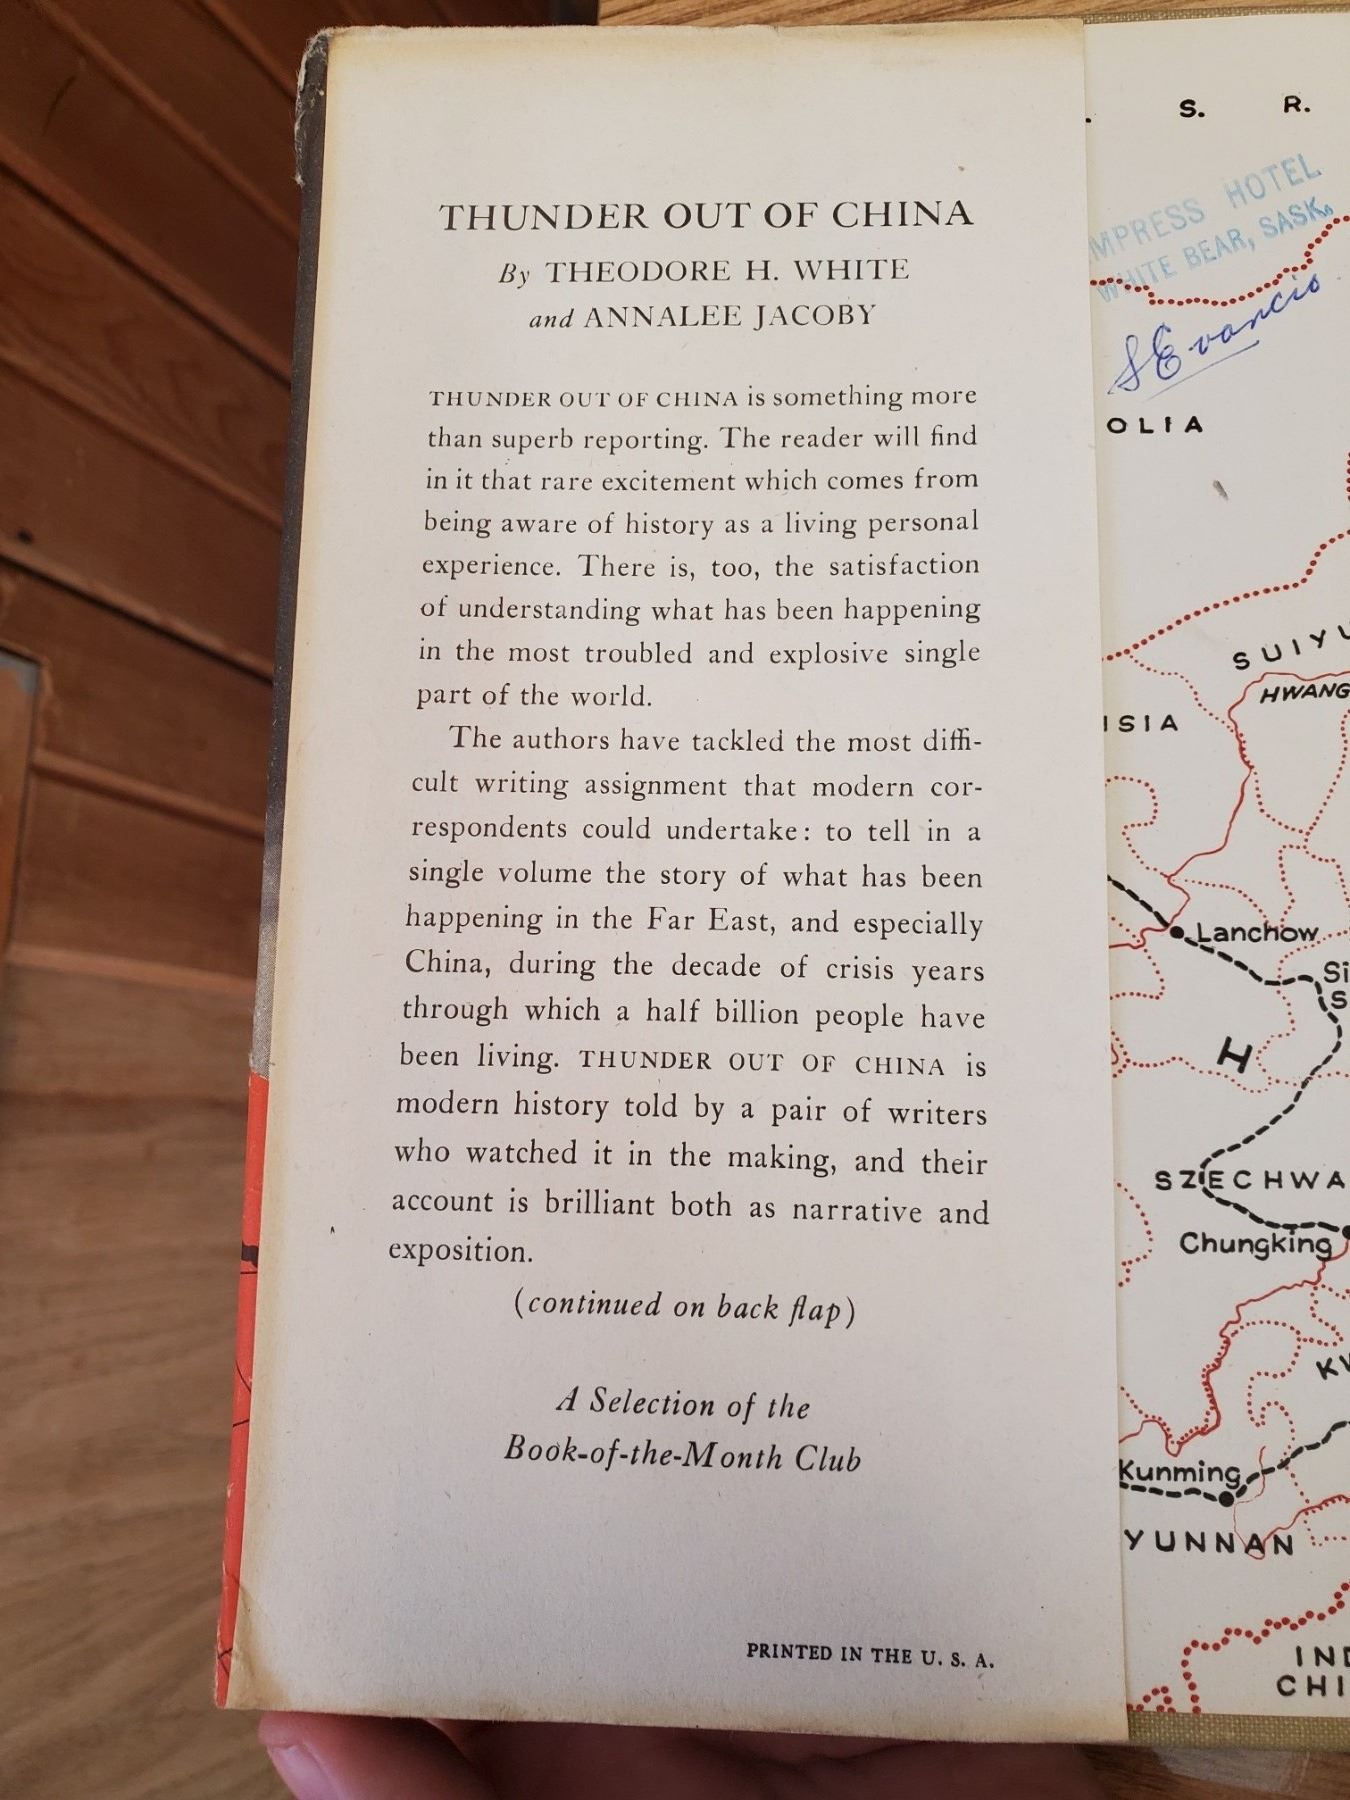 THUNDER OUT OF CHINA
By THEODORE H. WHITE
and ANNALEE JACOBY
THUNDER OUT OF CHINA is something more
than superb reporting. The reader will find
in it that rare excitement which comes from
being aware of history as a living personal
experience. There is, too, the satisfaction
of understanding what has been happening
in the most troubled and explosive single
part of the world.
The authors have tackled the most diffi-
cult writing assignment that modern cor-
respondents could undertake: to tell in a
single volume the story of what has been
happening in the Far East, and especially
China, during the decade of crisis years
through which a half billion people have
been living. THUNDER OUT OF CHINA is
modern history told by a pair of writers
who watched it in the making, and their
account is brilliant both as narrative and
exposition.
(continued on back flap)
A Selection of the
Book-of-the-Month Club
PRINTED IN THE U. S. A.
. S. R.
MPRESS HOTEL
WHITE BEAR, SASK.
OLIA
SUIYU
HWANG
ISIA
Lanchow
Si
S
H
SZECHWA
Chungking
KW
Kunming
YUNNAN
IND
CHI